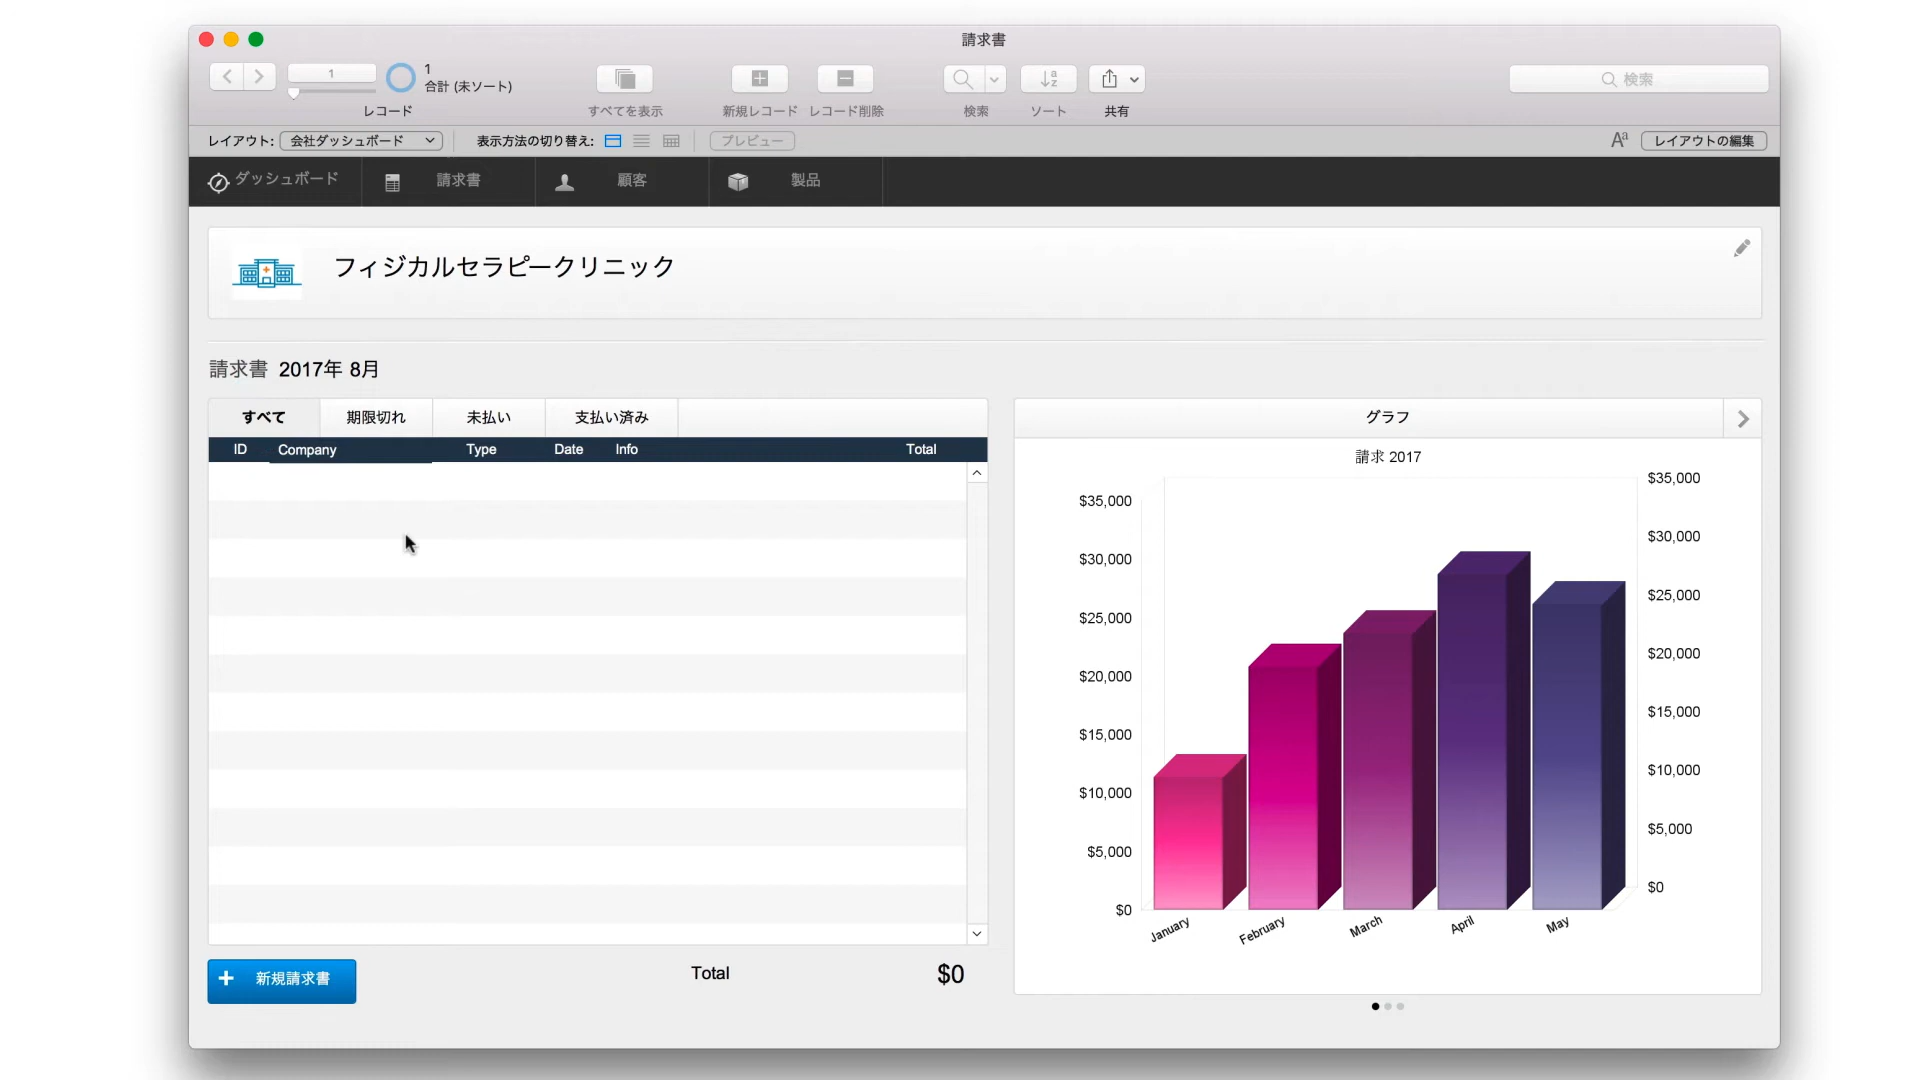 請求書
1
1
合計 (未ソート)
レコード
すべてを表示
新規レコード
レコード削除
検索
ソート
共有
検索
レイアウト: 会社ダッシュボード
表示方法の切り替え:
プレビュー
Aa
レイアウトの編集
ダッシュボード
請求書
顧客
製品
フィジカルセラピークリニック
請求書 2017年 8月
すべて
期限切れ
未払い
支払い済み
ID Company Type Date Info Total
+ 新規請求書
Total $0
グラフ
請求 2017
$35,000
$30,000
$25,000
$20,000
$15,000
$10,000
$5,000
$0
$35,000
$30,000
$25,000
$20,000
$15,000
$10,000
$5,000
$0
January
February
March
April
May